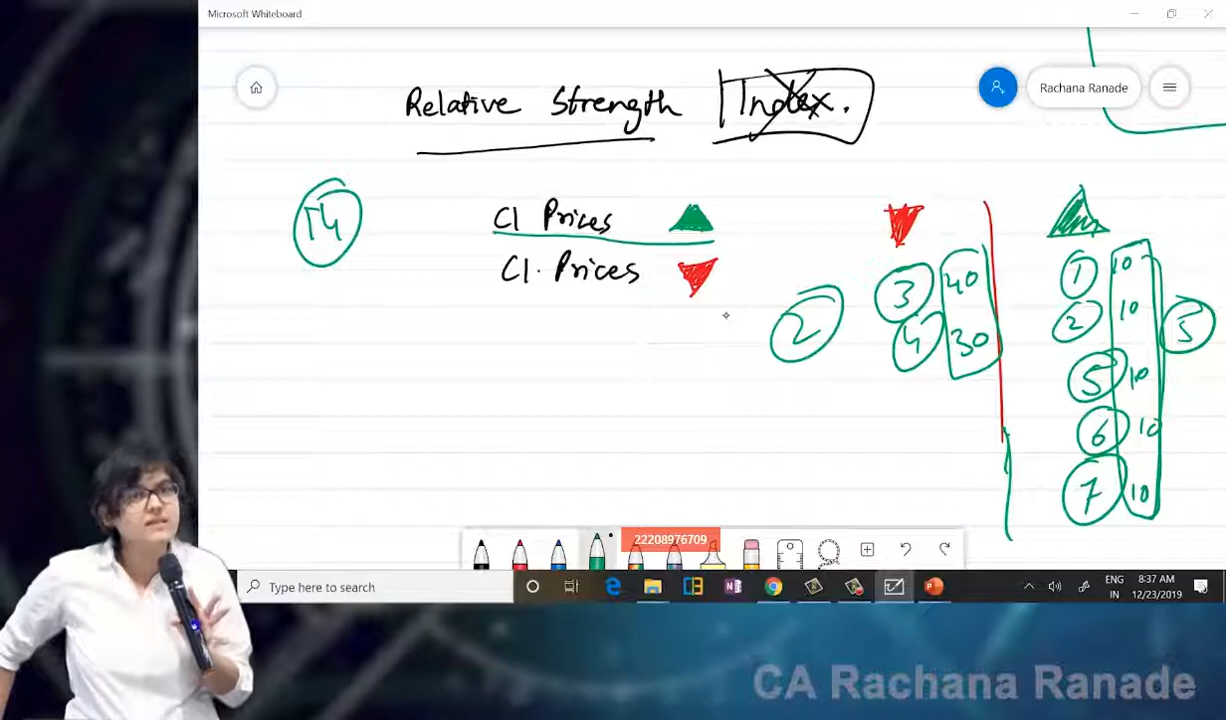 Microsoft Whiteboard
Relative Strength Index.
Rachana Ranade
14
Cl Prices
Cl. Prices
2
3 40
4 30
1 10
2 10
5 10
6 10
7 10
5
22208976709
Type here to search
ENG
IN
8:37 AM
12/23/2019
CA Rachana Ranade